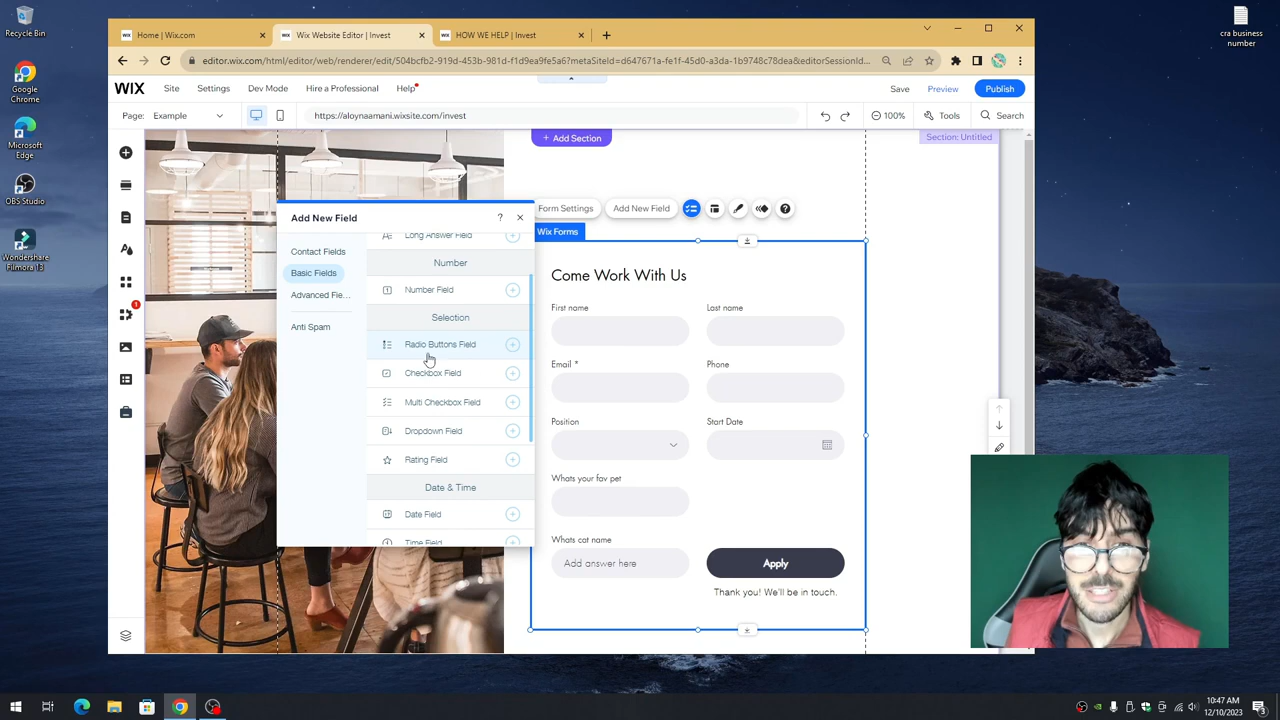 Recycle Bin
Google
Chrome
Microsoft
Edge
OBS Studio
Wondershare
Filmora 13
cra business
number
Home | Wix.com
Wix Website Editor | Invest
HOW WE HELP | Invest
editor.wix.com/html/editor/web/renderer/edit/504bcfb2-919d-453b-981d-f1d9ea9fe5a6?metaSiteId=d647671a-fe1f-45d0-a3da-1b9748c78dea&editorSessionId...
WIX
Site
Settings
Dev Mode
Hire a Professional
Help
Save
Preview
Publish
Page: Example
https://aloynaamani.wixsite.com/invest
100%
Tools
Search
+ Add Section
Section: Untitled
Form Settings
Add New Field
Wix Forms
Add New Field
?
Contact Fields
Basic Fields
Advanced Fie...
Anti Spam
Long Answer Field
Number
Number Field
Selection
Radio Buttons Field
Checkbox Field
Multi Checkbox Field
Dropdown Field
Rating Field
Date & Time
Date Field
Time Field
Come Work With Us
First name
Last name
Email *
Phone
Position
Start Date
Whats your fav pet
Whats cat name
Add answer here
Apply
Thank you! We'll be in touch.
1
10:47 AM
12/10/2023
3